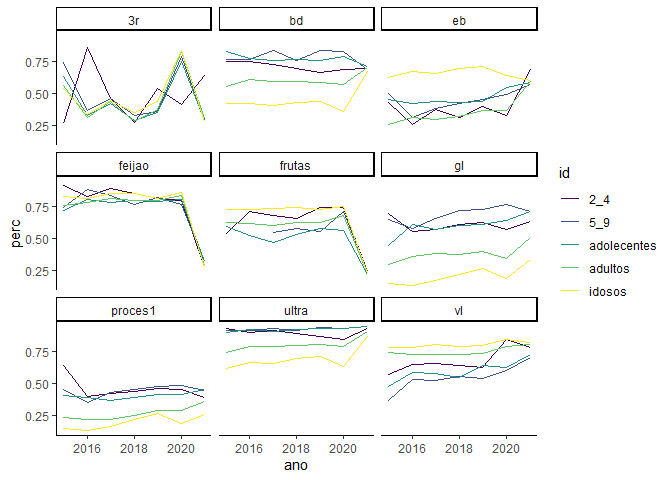 3r
bd
eb
0.75
0.50
0.25
feijao
frutas
gl
0.75
0.50
0.25
proces1
ultra
vl
0.75
0.50
0.25
2016
2018
2020
2016
2018
2020
2016
2018
2020
ano
perc
id
2_4
5_9
adolecentes
adultos
idosos